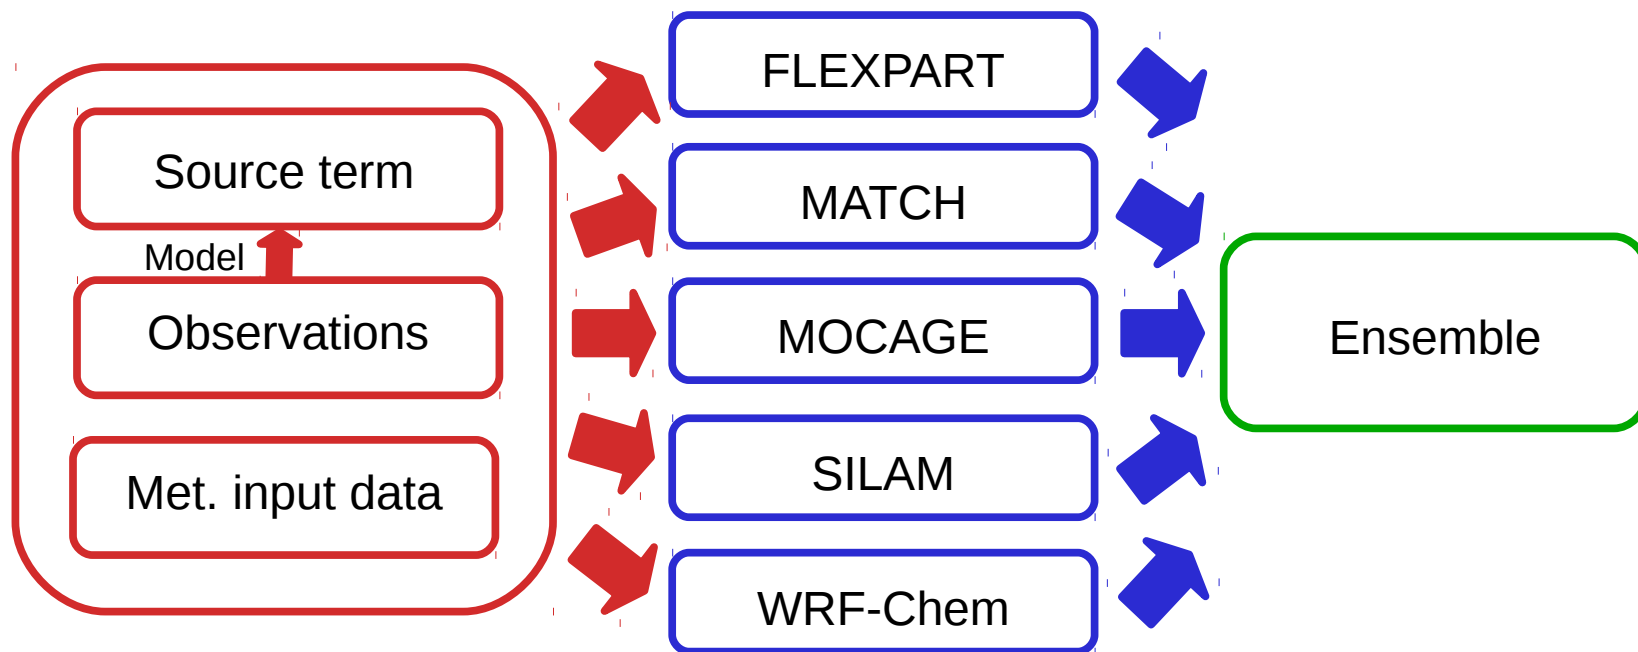 Source term
Model
Observations
Met. input data
FLEXPART
MATCH
MOCAGE
SILAM
WRF-Chem
Ensemble